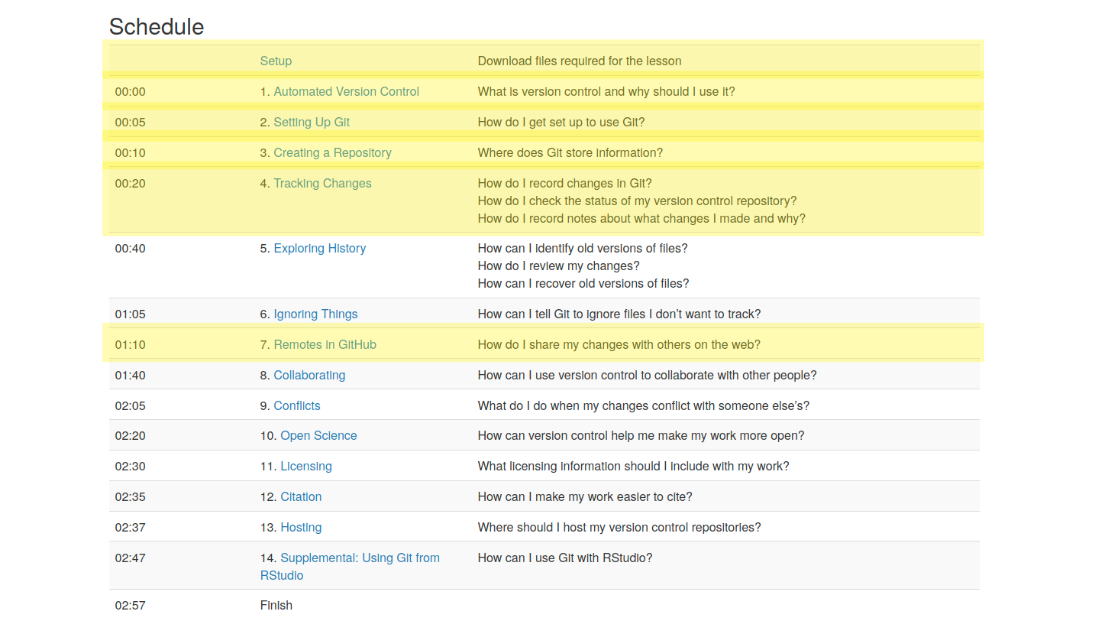 Schedule
Setup Download files required for the lesson
00:00 1. Automated Version Control What is version control and why should I use it?
00:05 2. Setting Up Git How do I get set up to use Git?
00:10 3. Creating a Repository Where does Git store information?
00:20 4. Tracking Changes How do I record changes in Git?
How do I check the status of my version control repository?
How do I record notes about what changes I made and why?
00:40 5. Exploring History How can I identify old versions of files?
How do I review my changes?
How can I recover old versions of files?
01:05 6. Ignoring Things How can I tell Git to ignore files I don’t want to track?
01:10 7. Remotes in GitHub How do I share my changes with others on the web?
01:40 8. Collaborating How can I use version control to collaborate with other people?
02:05 9. Conflicts What do I do when my changes conflict with someone else’s?
02:20 10. Open Science How can version control help me make my work more open?
02:30 11. Licensing What licensing information should I include with my work?
02:35 12. Citation How can I make my work easier to cite?
02:37 13. Hosting Where should I host my version control repositories?
02:47 14. Supplemental: Using Git from How can I use Git with RStudio?
RStudio
02:57 Finish